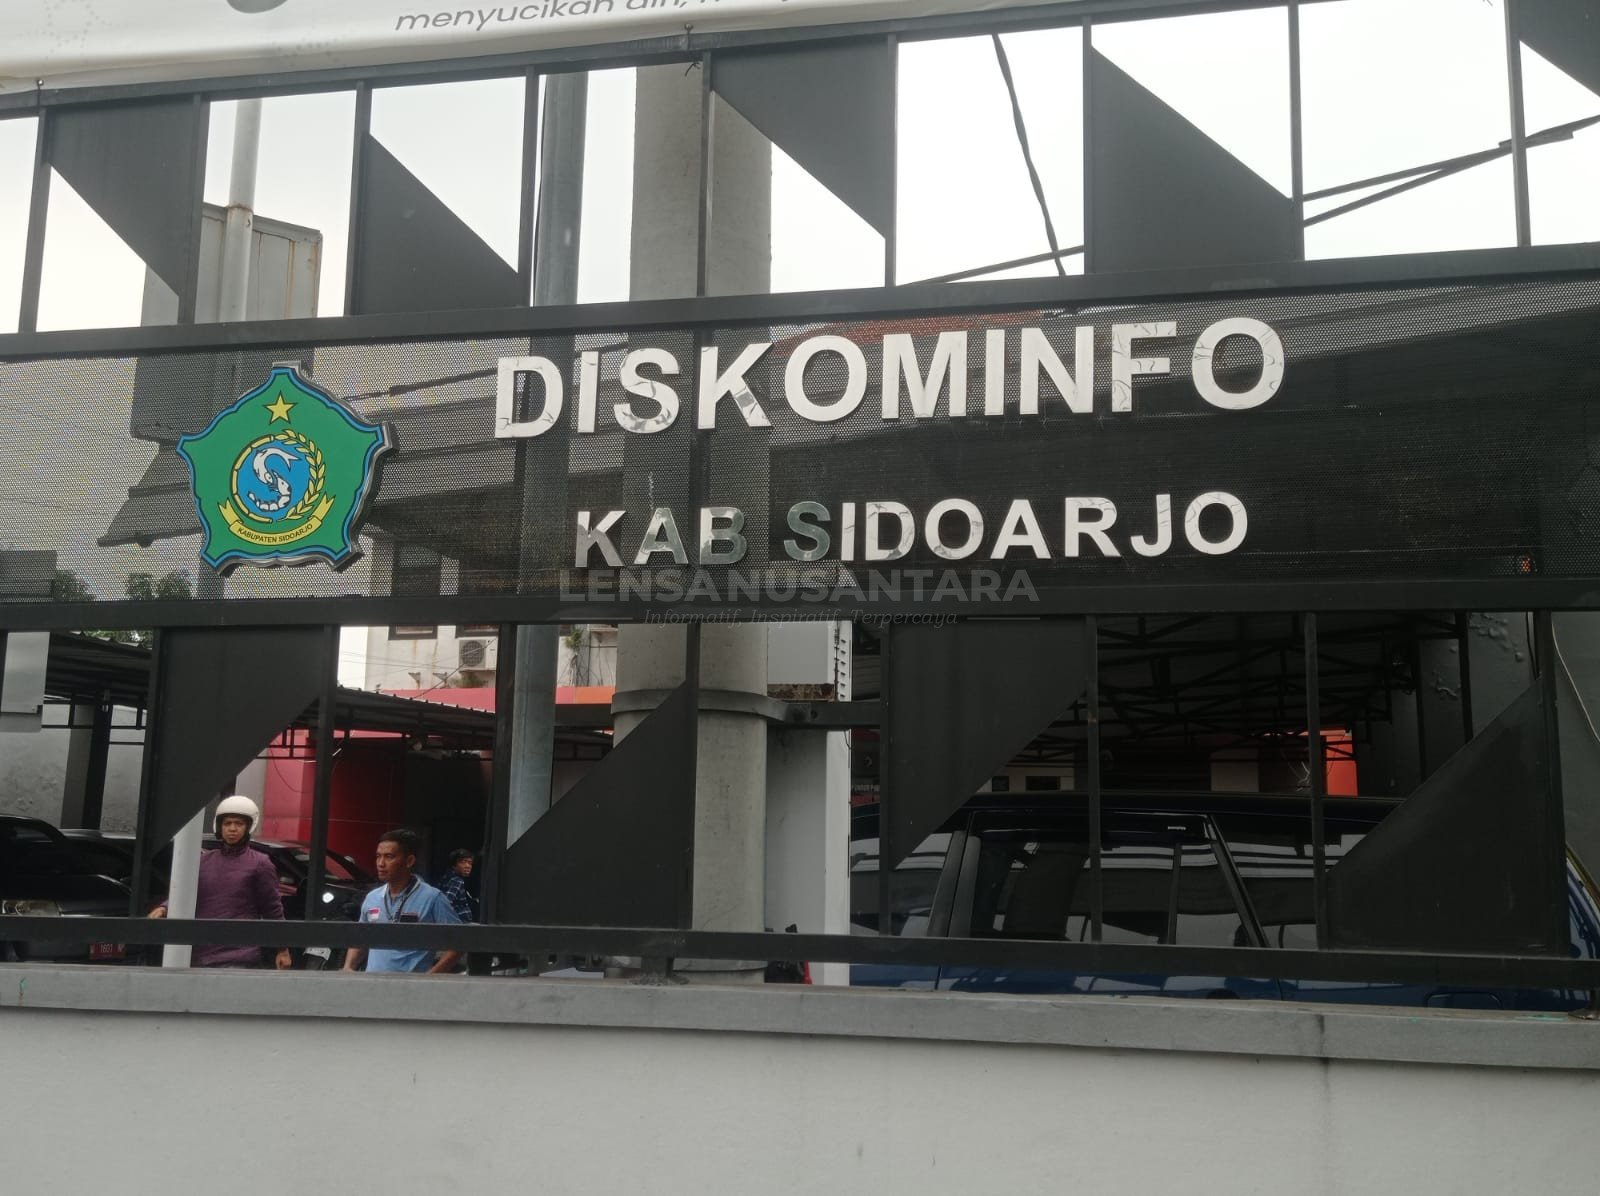 menyucikan diri,
DISKOMINFO
KABUPATEN SIDOARJO
KAB SIDOARJO
LENSANUSANTARA
Informatif, Inspiratif, Terpercaya